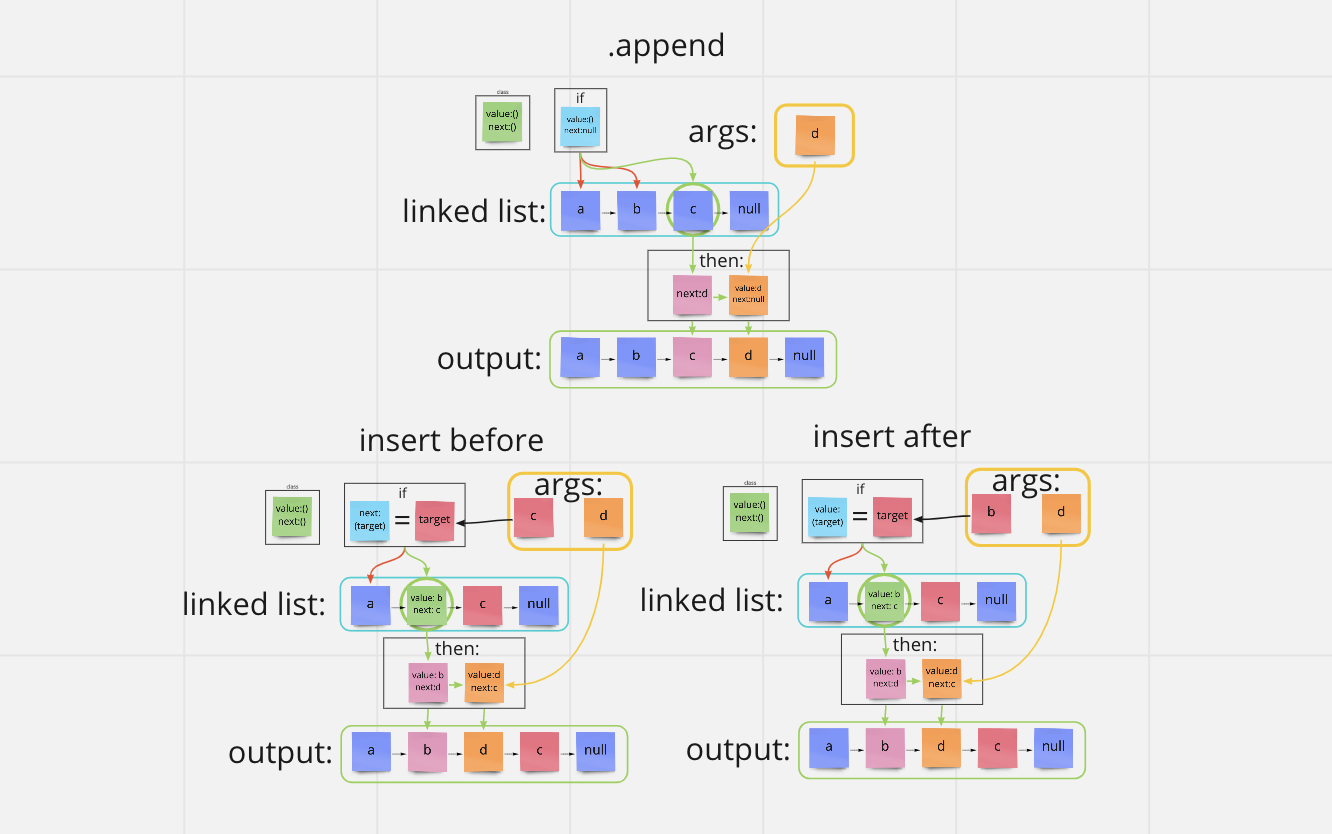 .append
class
value:()
next:()
if
value:()
next:null
args:
d
linked list:
a
b
c
null
then:
next:d
value:d
next:null
output:
a
b
c
d
null
insert before
class
value:()
next:()
if
next:
(target)
=
target
args:
c
d
linked list:
a
value: b
next: c
c
null
then:
value: b
next:d
value:d
next:c
output:
a
b
d
c
null
insert after
class
value:()
next:()
if
value:
(target)
=
target
args:
b
d
linked list:
a
value: b
next: c
c
null
then:
value: b
next:d
value:d
next:c
output:
a
b
d
c
null